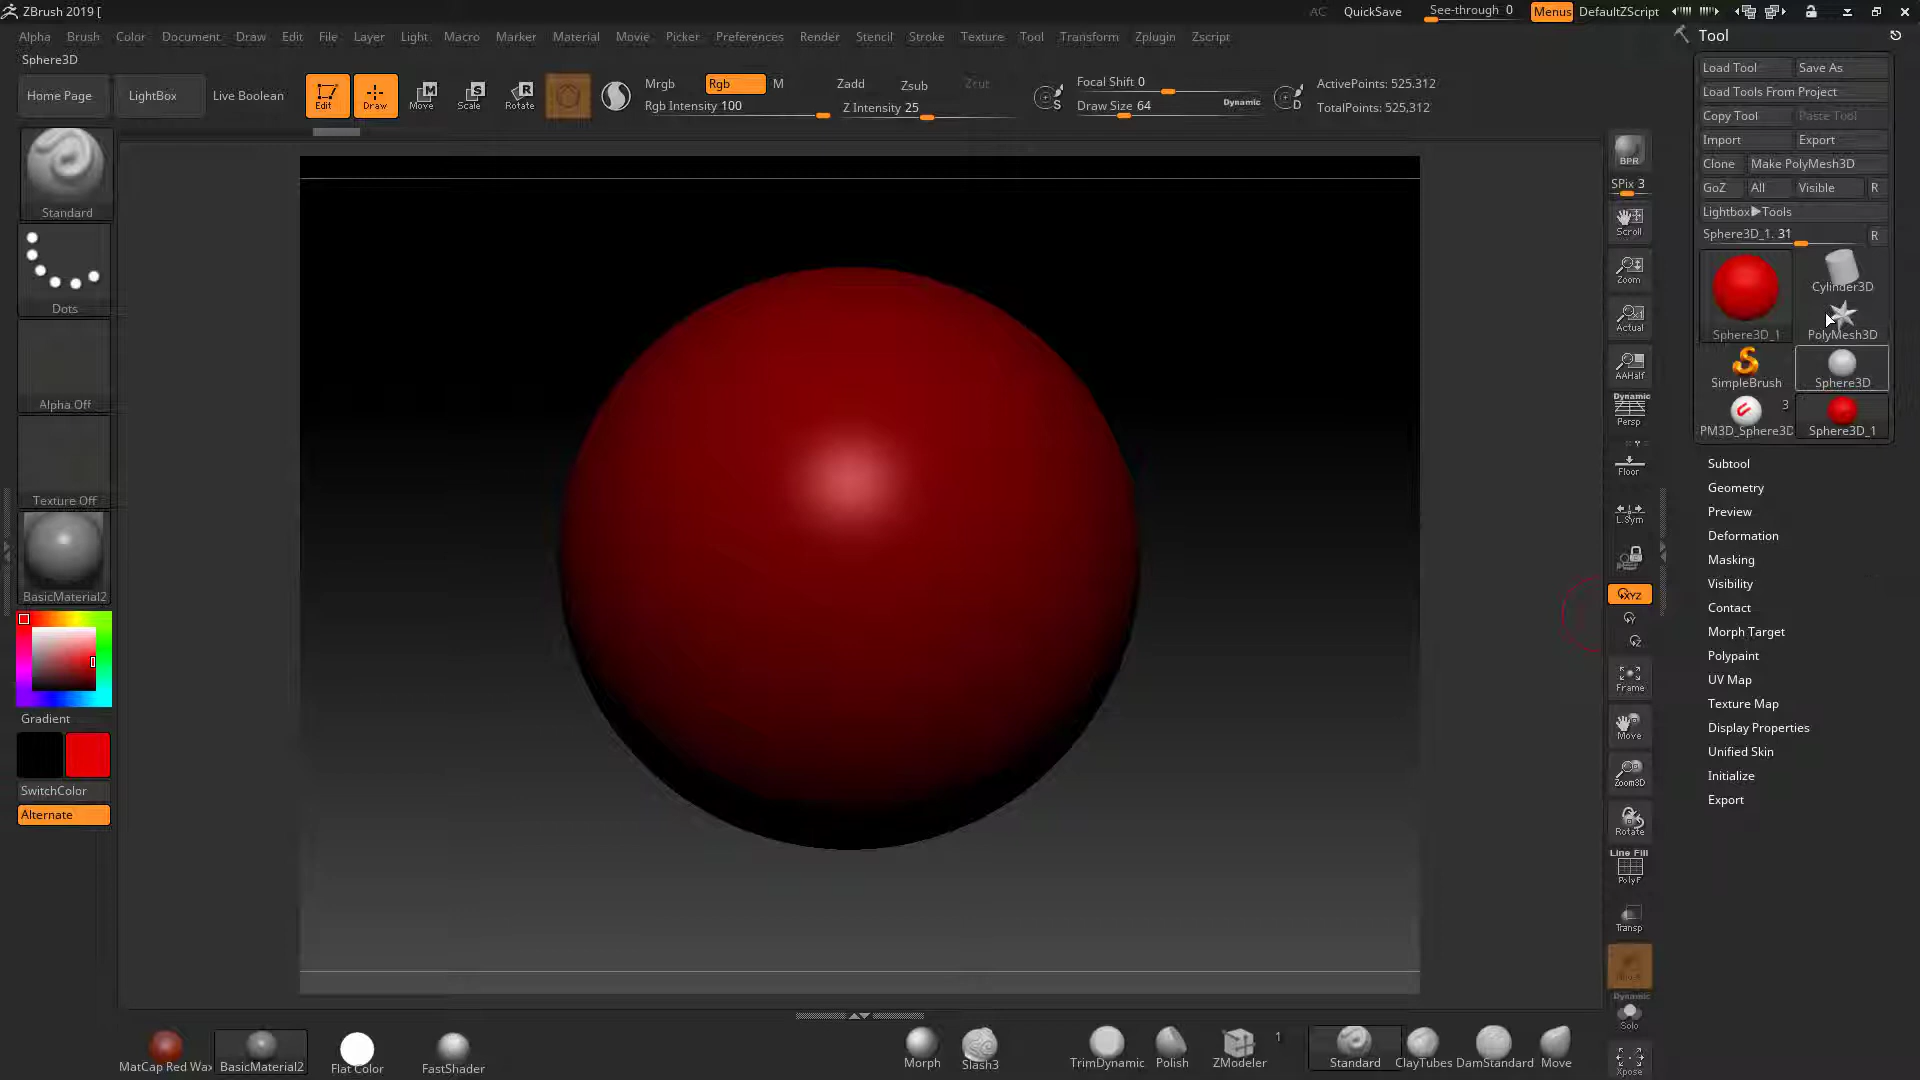 ZBrush 2019 [
AC QuickSave See-through 0 Menus DefaultZScript
Alpha Brush Color Document Draw Edit File Layer Light Macro Marker Material Movie Picker Preferences Render Stencil Stroke Texture Tool Transform Zplugin Zscript
Tool
Sphere3D
Home Page LightBox Live Boolean
Edit Draw Move Scale Rotate
Mrgb Rgb M
Rgb Intensity 100
Zadd Zsub Zcut
Z Intensity 25
S
Focal Shift 0
Draw Size 64 Dynamic
D
ActivePoints: 525,312
TotalPoints: 525,312
Load Tool Save As
Load Tools From Project
Copy Tool Paste Tool
Import Export
Clone Make PolyMesh3D
GoZ All Visible R
Lightbox▶Tools
Sphere3D_1. 31 R
Sphere3D_1
Cylinder3D
PolyMesh3D
SimpleBrush
Sphere3D
3
PM3D_Sphere3D
Sphere3D_1
Subtool
Geometry
Preview
Deformation
Masking
Visibility
Contact
Morph Target
Polypaint
UV Map
Texture Map
Display Properties
Unified Skin
Initialize
Export
Standard
Dots
Alpha Off
Texture Off
BasicMaterial2
Gradient
SwitchColor
Alternate
BPR
SPix 3
Scroll
Zoom
Actual
AAHalf
Dynamic
Persp
Floor
L.Sym
XYZ
Y
Z
Frame
Move
Zoom3D
Rotate
Line Fill
PolyF
Transp
Dynamic
Solo
Xpose
MatCap Red Wax
BasicMaterial2
Flat Color
FastShader
Morph
Slash3
TrimDynamic
Polish
ZModeler
1
Standard
ClayTubes
DamStandard
Move